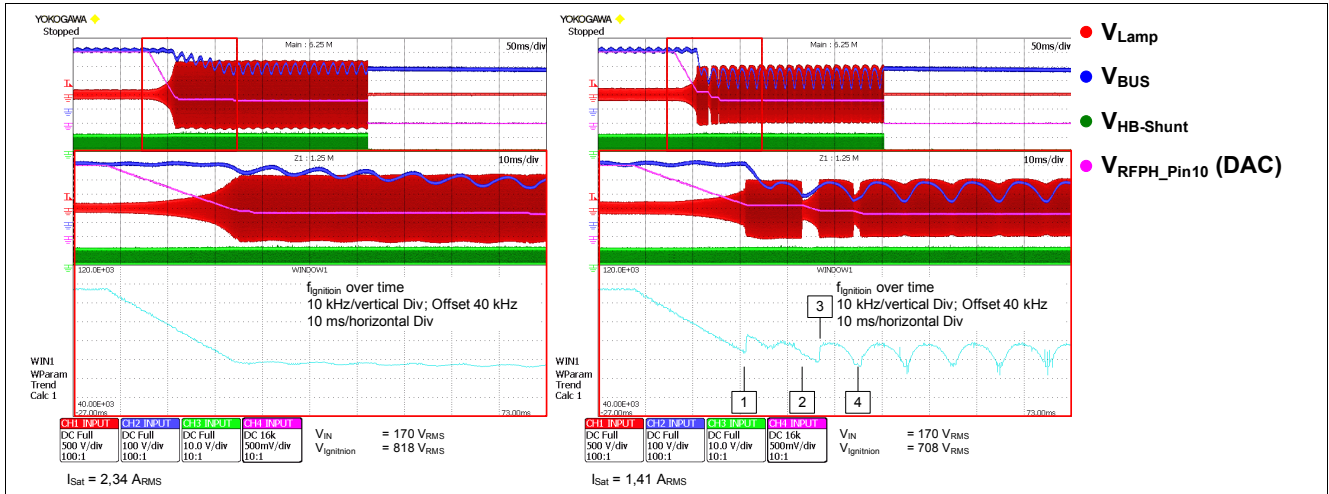 YOKOGAWA
Stopped
Main : 6.25 M
50ms/div
Z1 : 1.25 M
10ms/div
120.0E+03
WINDOW1
fIgnitioin over time
10 kHz/vertical Div; Offset 40 kHz
10 ms/horizontal Div
WIN1
WParam
Trend
Calc 1
40.00E+03
-27.00ms
73.00ms
CH1 INPUT
DC Full
500 V/div
100:1
CH2 INPUT
DC Full
100 V/div
100:1
CH3 INPUT
DC Full
10.0 V/div
10:1
CH4 INPUT
DC 16k
500mV/div
10:1
VIN = 170 VRMS
VIgnitnion = 818 VRMS
ISat = 2,34 ARMS
YOKOGAWA
Stopped
Main : 6.25 M
50ms/div
Z1 : 1.25 M
10ms/div
120.0E+03
WINDOW1
fIgnitioin over time
10 kHz/vertical Div; Offset 40 kHz
10 ms/horizontal Div
3
1
2
4
WIN1
WParam
Trend
Calc 1
40.00E+03
-27.00ms
73.00ms
CH1 INPUT
DC Full
500 V/div
100:1
CH2 INPUT
DC Full
100 V/div
100:1
CH3 INPUT
DC Full
10.0 V/div
10:1
CH4 INPUT
DC 16k
500mV/div
10:1
VIN = 170 VRMS
VIgnitnion = 708 VRMS
ISat = 1,41 ARMS
VLamp
VBUS
VHB-Shunt
VRFPH_Pin10 (DAC)